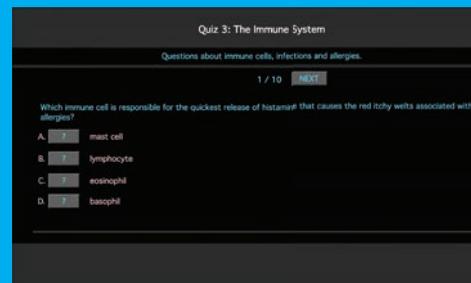 Quiz 3: The Immune System
Questions about immune cells, infections and allergies.
1 / 10 NEXT
Which immune cell is responsible for the quickest release of histamine that causes the red itchy welts associated with
allergies?
A. ? mast cell
B. ? lymphocyte
C. ? eosinophil
D. ? basophil